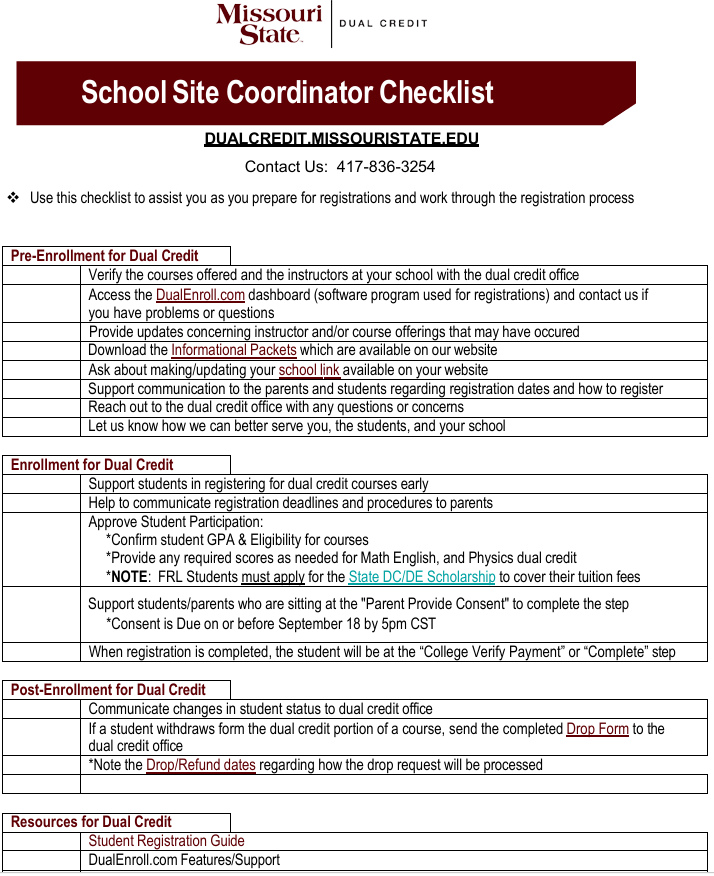 Missouri
State.
DUAL CREDIT
School Site Coordinator Checklist
DUALCREDIT.MISSOURISTATE.EDU
Contact Us:  417-836-3254
❖ Use this checklist to assist you as you prepare for registrations and work through the registration process
Pre-Enrollment for Dual Credit
Verify the courses offered and the instructors at your school with the dual credit office
Access the DualEnroll.com dashboard (software program used for registrations) and contact us if
you have problems or questions
Provide updates concerning instructor and/or course offerings that may have occured
Download the Informational Packets which are available on our website
Ask about making/updating your school link available on your website
Support communication to the parents and students regarding registration dates and how to register
Reach out to the dual credit office with any questions or concerns
Let us know how we can better serve you, the students, and your school
Enrollment for Dual Credit
Support students in registering for dual credit courses early
Help to communicate registration deadlines and procedures to parents
Approve Student Participation:
*Confirm student GPA & Eligibility for courses
*Provide any required scores as needed for Math English, and Physics dual credit
*NOTE:  FRL Students must apply for the State DC/DE Scholarship to cover their tuition fees
Support students/parents who are sitting at the "Parent Provide Consent" to complete the step
*Consent is Due on or before September 18 by 5pm CST
When registration is completed, the student will be at the “College Verify Payment” or “Complete” step
Post-Enrollment for Dual Credit
Communicate changes in student status to dual credit office
If a student withdraws form the dual credit portion of a course, send the completed Drop Form to the
dual credit office
*Note the Drop/Refund dates regarding how the drop request will be processed
Resources for Dual Credit
Student Registration Guide
DualEnroll.com Features/Support